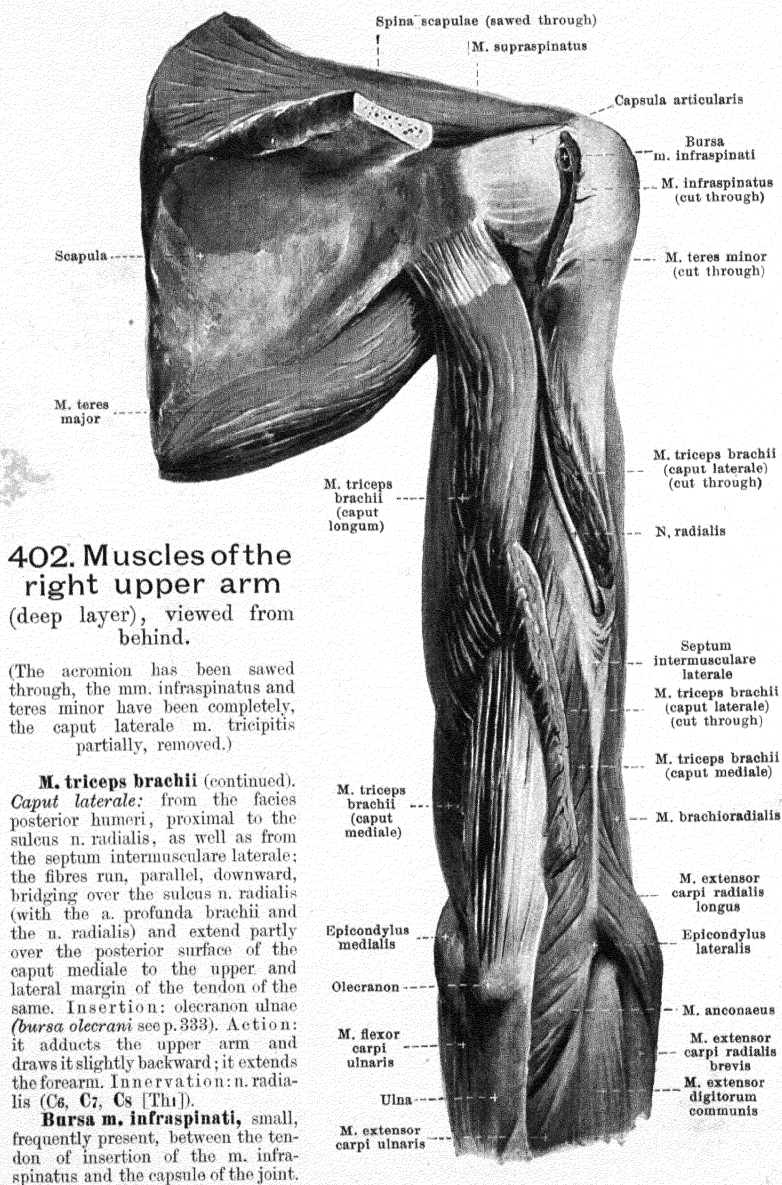 Spina scapulae (sawed through)
M. supraspinatus
Capsula articularis
Bursa
m. infraspinati
M. infraspinatus
(cut through)
M. teres minor
(cut through)
Scapula
M. teres
major
M. triceps
brachii
(caput
longum)
M. triceps brachii
(caput laterale)
(cut through)
N. radialis
402. Muscles of the
right upper arm
(deep layer), viewed from
behind.
(The acromion has been sawed
through, the mm. infraspinatus and
teres minor have been completely,
the caput laterale m. tricipitis
partially, removed.)
Septum
intermusculare
laterale
M. triceps brachii
(caput laterale)
(cut through)
M. triceps brachii
(caput mediale)
M. triceps
brachii
(caput
mediale)
M. brachioradialis
M. extensor
carpi radialis
longus
Epicondylus
medialis
Epicondylus
lateralis
Olecranon
M. anconaeus
M. flexor
carpi
ulnaris
M. extensor
carpi radialis
brevis
M. extensor
digitorum
communis
Ulna
M. extensor
carpi ulnaris
M. triceps brachii (continued).
Caput laterale: from the facies
posterior humeri, proximal to the
sulcus n. radialis, as well as from
the septum intermusculare laterale;
the fibres run, parallel, downward,
bridging over the sulcus n. radialis
(with the a. profunda brachii and
the n. radialis) and extend partly
over the posterior surface of the
caput mediale to the upper and
lateral margin of the tendon of the
same. Insertion: olecranon ulnae
(bursa olecrani see p. 333). Action:
it adducts the upper arm and
draws it slightly backward; it extends
the forearm. Innervation: n. radia-
lis (C6, C7, C8 [Th1]).
Bursa m. infraspinati, small,
frequently present, between the ten-
don of insertion of the m. infra-
spinatus and the capsule of the joint.